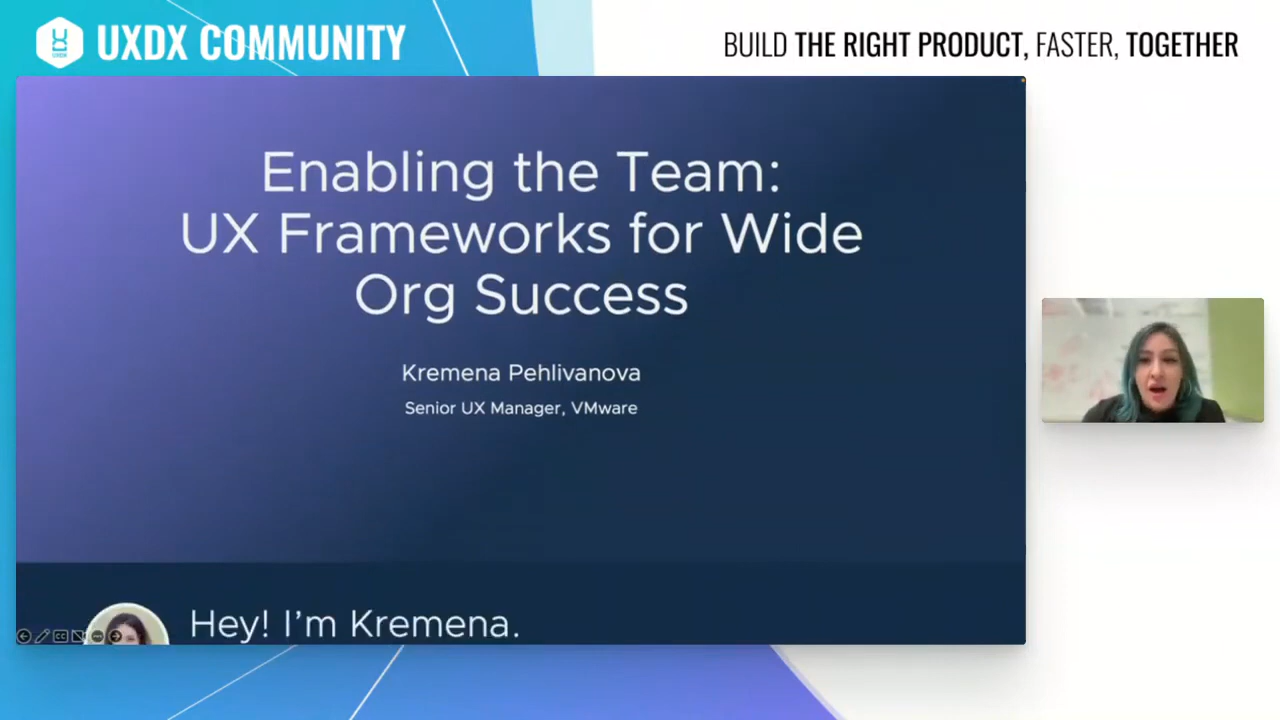 UXDX COMMUNITY
BUILD THE RIGHT PRODUCT, FASTER, TOGETHER
Enabling the Team:
UX Frameworks for Wide
Org Success
Kremena Pehlivanova
Senior UX Manager, VMware
Hey! I'm Kremena.